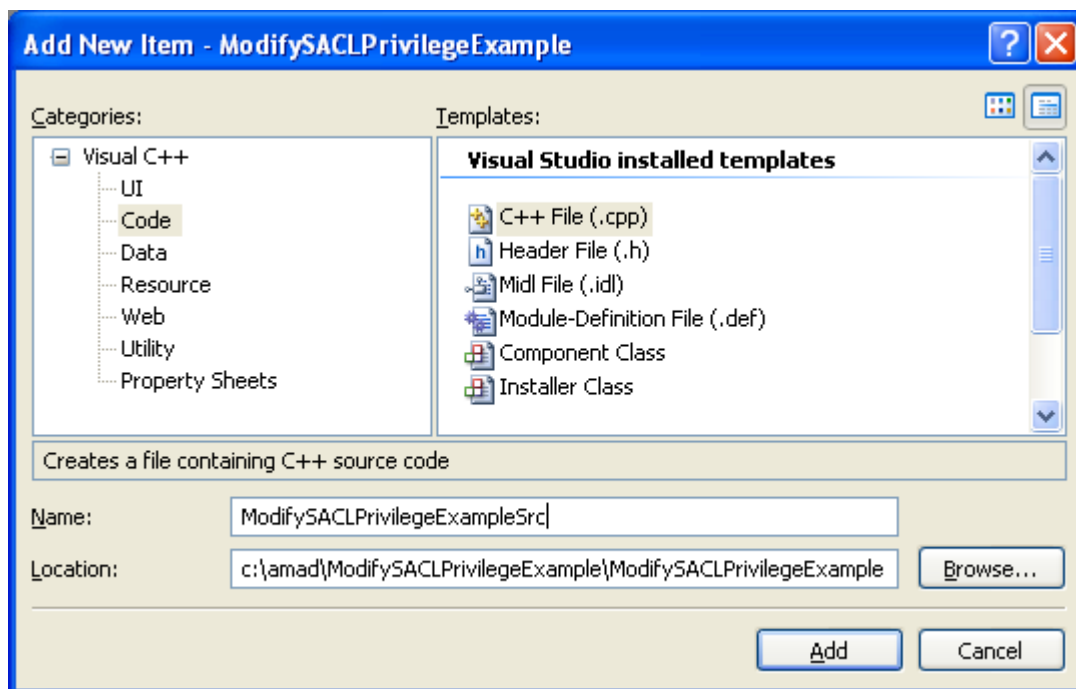 Add New Item - ModifySACLPrivilegeExample
Categories:
Templates:
Visual C++
UI
Code
Data
Resource
Web
Utility
Property Sheets
Visual Studio installed templates
C++ File (.cpp)
Header File (.h)
Midl File (.idl)
Module-Definition File (.def)
Component Class
Installer Class
Creates a file containing C++ source code
Name:
ModifySACLPrivilegeExampleSrc
Location:
c:\amad\ModifySACLPrivilegeExample\ModifySACLPrivilegeExample
Browse...
Add
Cancel